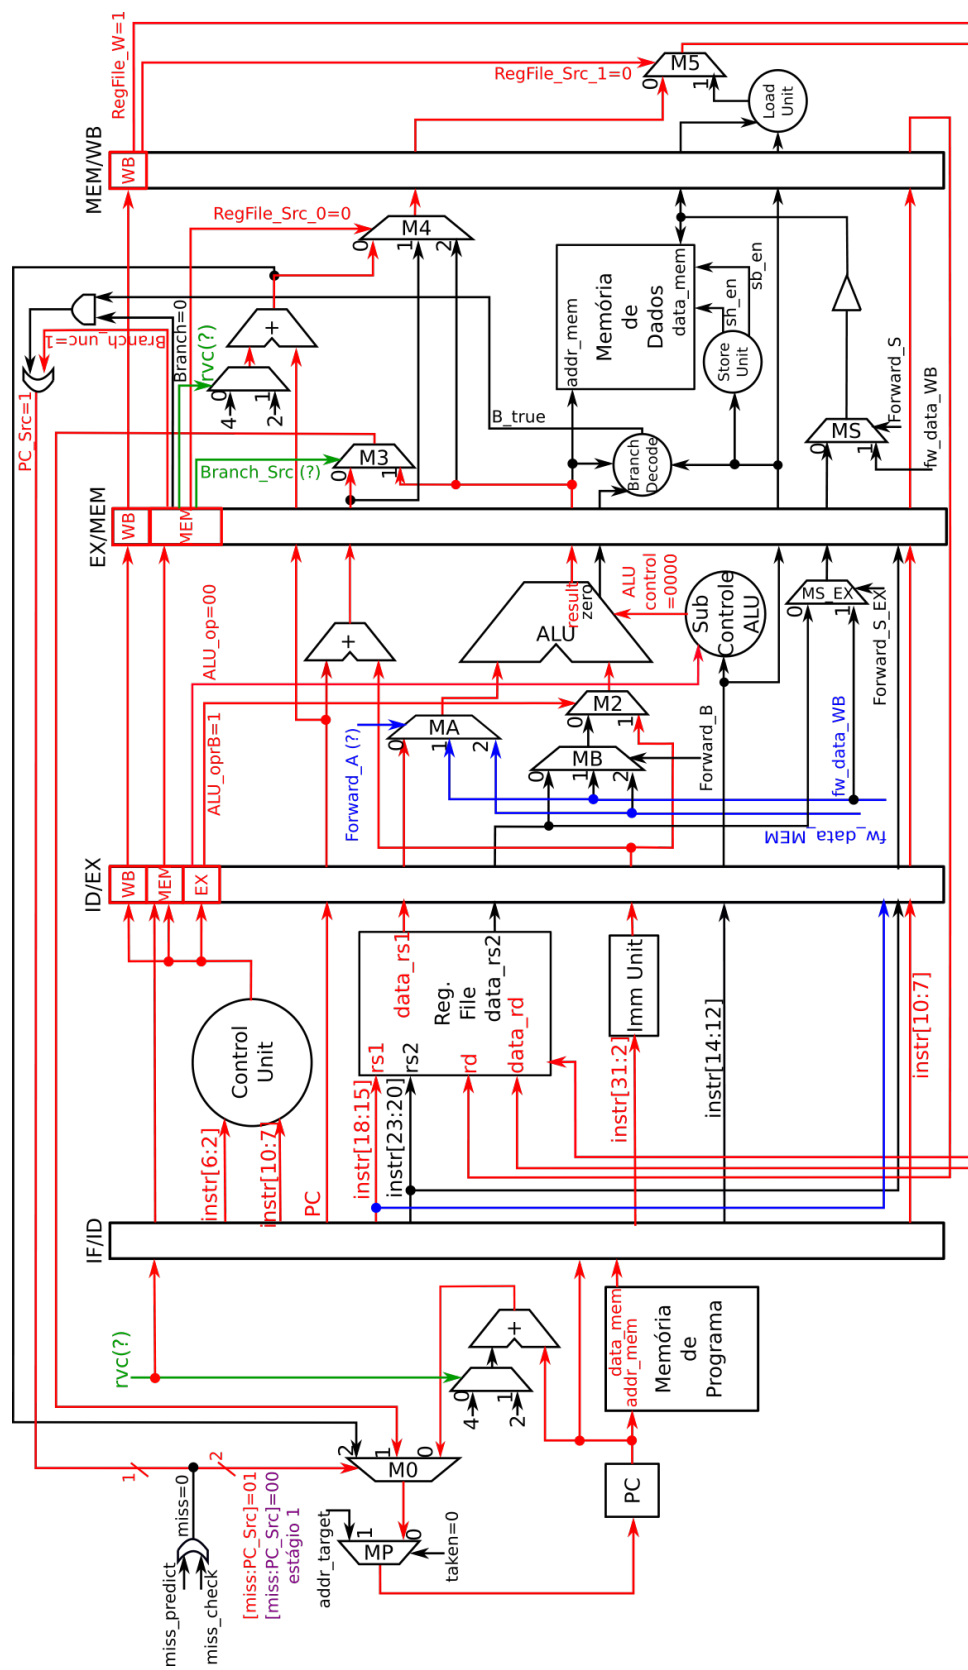 miss_predict
miss_check
miss=0
1
2
[miss:PC_Src]=01
[miss:PC_Src]=00
estágio 1
addr_target
MP
1
0
taken=0
M0
2
1
0
PC
rvc(?)
4
2
0
1
+
data_mem
addr_mem
Memória
de
Programa
IF/ID
instr[6:2]
instr[10:7]
PC
instr[18:15]
instr[23:20]
instr[31:2]
instr[14:12]
instr[10:7]
Control
Unit
rs1
rs2
rd
data_rd
Reg.
File
data_rs1
data_rs2
Imm Unit
ID/EX
WB
MEM
EX
ALU_oprB=1
ALU_op=00
Forward_A (?)
MA
0
1
2
MB
0
1
2
Forward_B
M2
0
1
fw_data_WB
fw_data_MEM
+
ALU
result
zero
ALU
control
=0000
Sub
Controle
ALU
MS_EX
0
1
Forward_S_EX
EX/MEM
WB
MEM
Branch_Src (?)
M3
0
1
rvc(?)
Branch=0
Branch_unc=1
PC_Src=1
4
2
0
1
+
B_true
Branch
Decode
Store
Unit
sh_en
sb_en
addr_mem
Memória
de
Dados
data_mem
MS
0
1
Forward_S
fw_data_WB
RegFile_Src_0=0
M4
0
1
2
MEM/WB
WB
RegFile_W=1
RegFile_Src_1=0
M5
0
1
Load
Unit